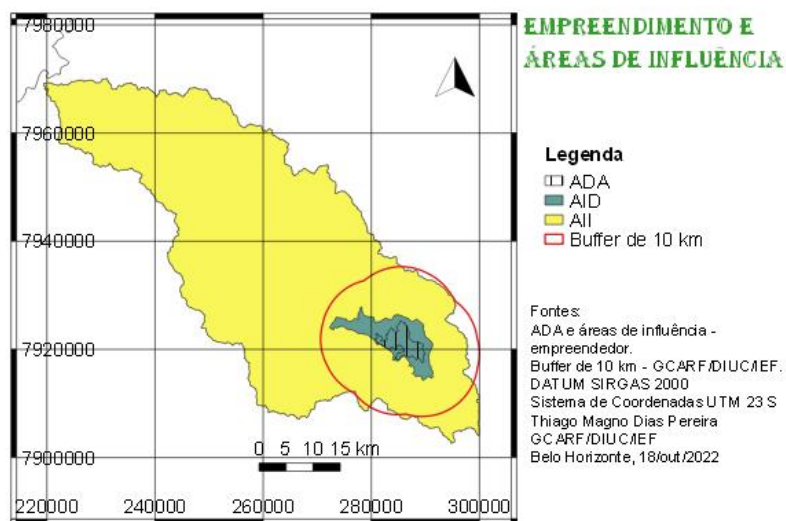 EMPREENDIMENTO E
ÁREAS DE INFLUÊNCIA
7980000
7960000
7940000
7920000
7900000
220000 240000 260000 280000 300000
0 5 10 15 km
Legenda
ADA
AID
AII
Buffer de 10 km
Fontes:
ADA e áreas de influência -
empreendedor.
Buffer de 10 km - GCARF/DIUC/IEF.
DATUM SIRGAS 2000
Sistema de Coordenadas UTM 23 S
Thiago Magno Dias Pereira
GCARF/DIUC/IEF
Belo Horizonte, 18/out/2022